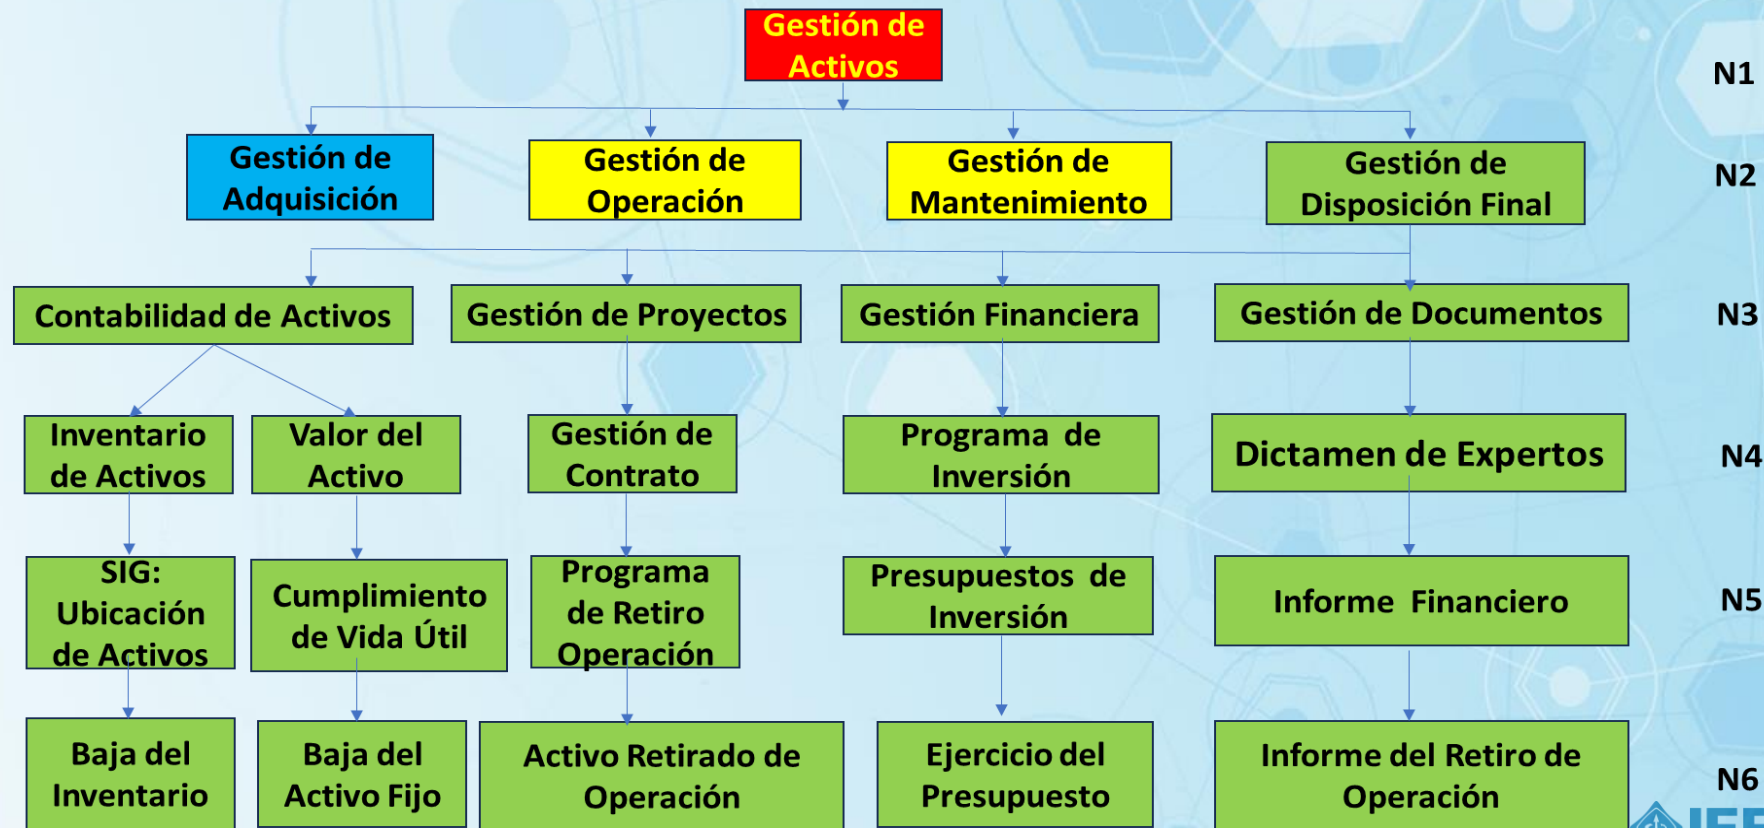 Gestión de
Activos
N1
Gestión de
Adquisición
Gestión de
Operación
Gestión de
Mantenimiento
Gestión de
Disposición Final
N2
Contabilidad de Activos
Gestión de Proyectos
Gestión Financiera
Gestión de Documentos
N3
Inventario
de Activos
Valor del
Activo
Gestión de
Contrato
Programa de
Inversión
Dictamen de Expertos
N4
SIG:
Ubicación
de Activos
Cumplimiento
de Vida Útil
Programa
de Retiro
Operación
Presupuestos de
Inversión
Informe Financiero
N5
Baja del
Inventario
Baja del
Activo Fijo
Activo Retirado de
Operación
Ejercicio del
Presupuesto
Informe del Retiro de
Operación
N6